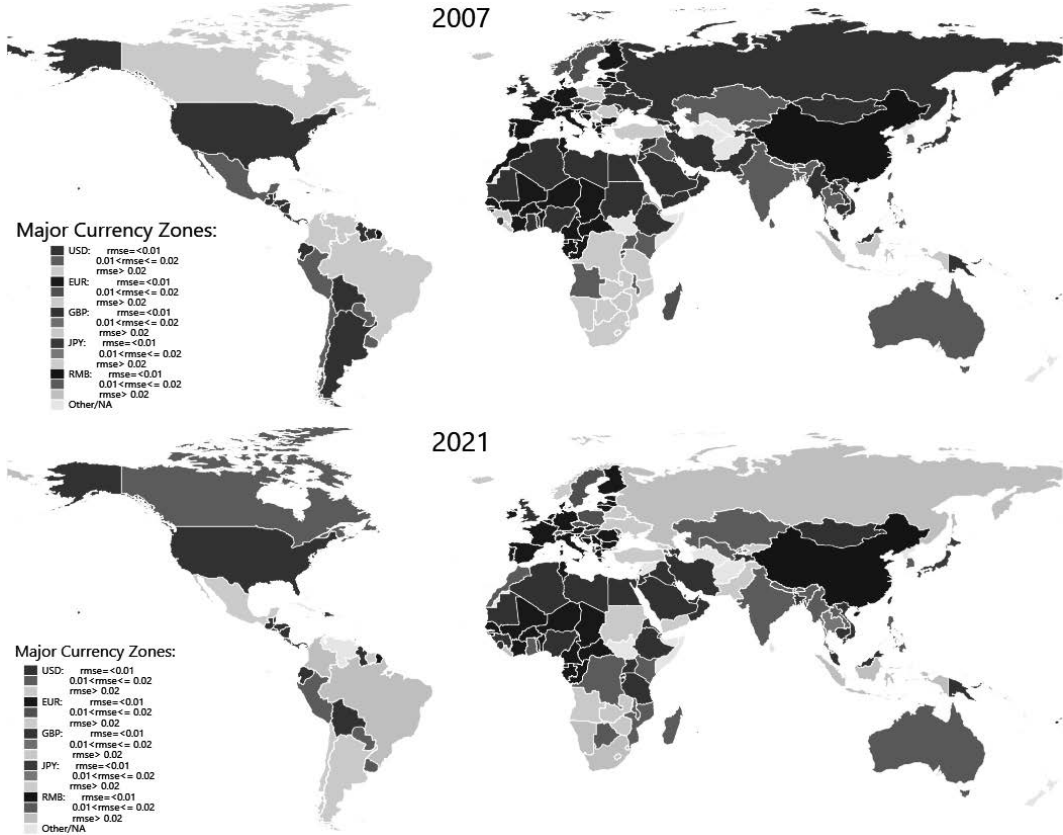 2007
Major Currency Zones:
USD: rmse=<0.01
0.01<rmse<= 0.02
rmse> 0.02
EUR: rmse=<0.01
0.01<rmse<= 0.02
rmse> 0.02
GBP: rmse=<0.01
0.01<rmse<= 0.02
rmse> 0.02
JPY: rmse=<0.01
0.01<rmse<= 0.02
rmse> 0.02
RMB: rmse=<0.01
0.01<rmse<= 0.02
rmse> 0.02
Other/NA
2021
Major Currency Zones:
USD: rmse=<0.01
0.01<rmse<= 0.02
rmse> 0.02
EUR: rmse=<0.01
0.01<rmse<= 0.02
rmse> 0.02
GBP: rmse=<0.01
0.01<rmse<= 0.02
rmse> 0.02
JPY: rmse=<0.01
0.01<rmse<= 0.02
rmse> 0.02
RMB: rmse=<0.01
0.01<rmse<= 0.02
rmse> 0.02
Other/NA